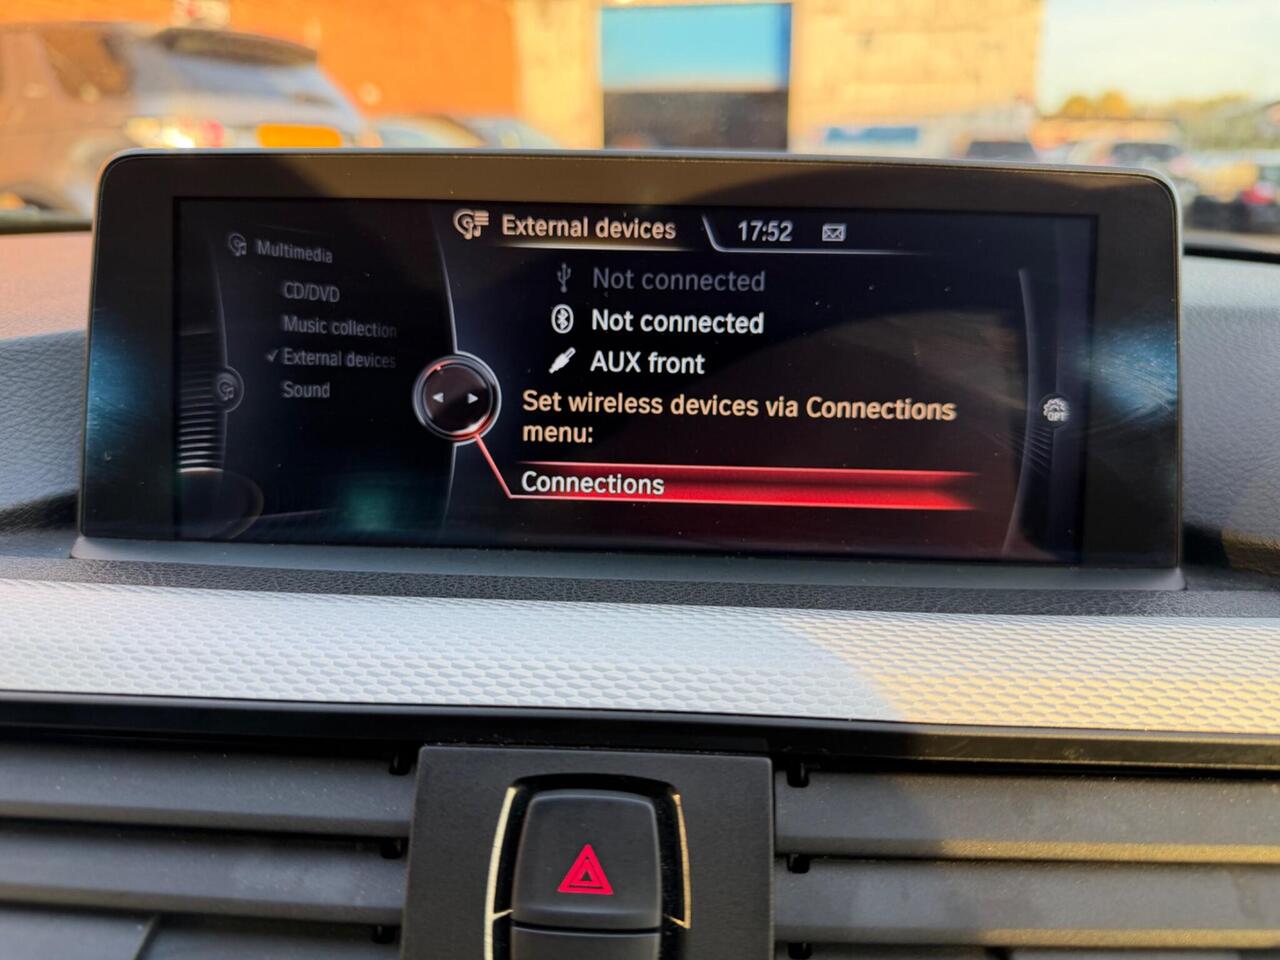 External devices
17:52
Multimedia
CD/DVD
Music collection
External devices
Sound
Not connected
Not connected
AUX front
Set wireless devices via Connections
menu:
Connections
OPT